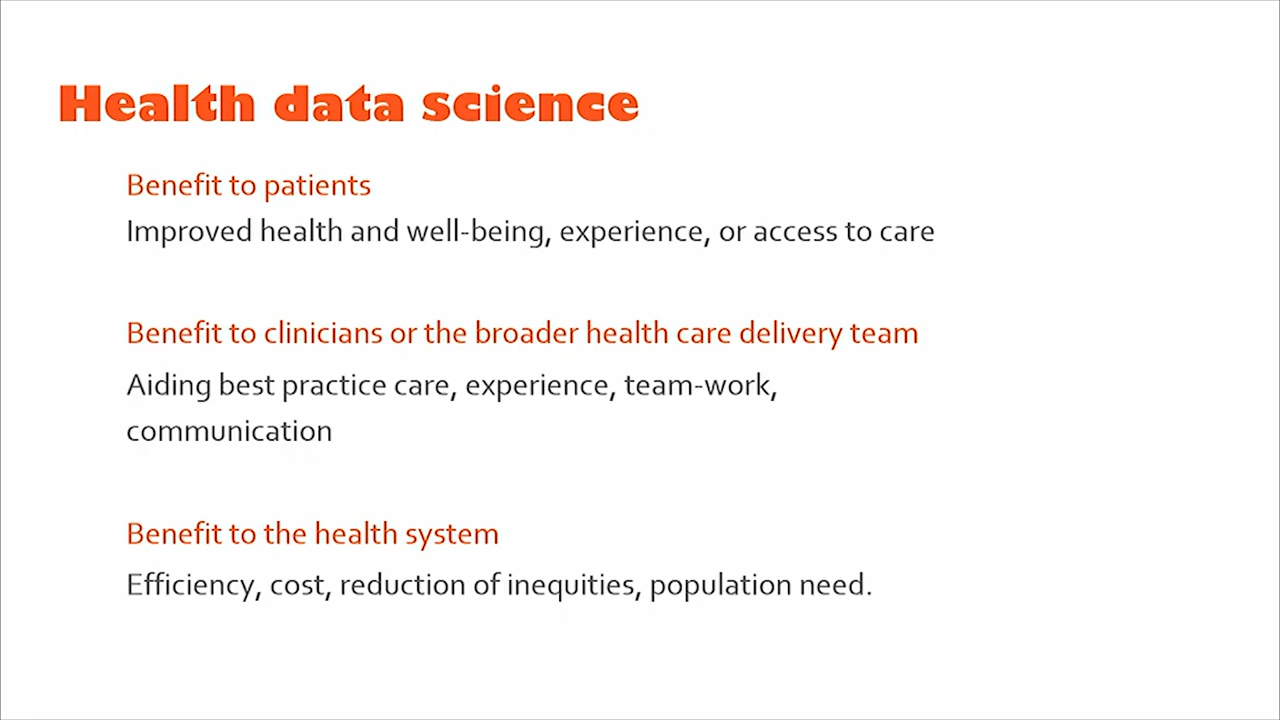 Health data science
Benefit to patients
Improved health and well-being, experience, or access to care
Benefit to clinicians or the broader health care delivery team
Aiding best practice care, experience, team-work,
communication
Benefit to the health system
Efficiency, cost, reduction of inequities, population need.